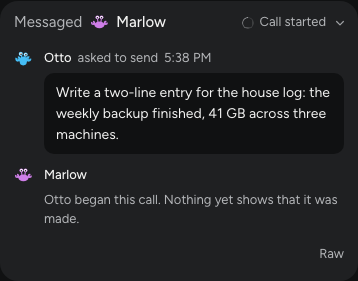 Messaged Marlow Call started
Otto asked to send 5:38 PM
Write a two-line entry for the house log: the
weekly backup finished, 41 GB across three
machines.
Marlow
Otto began this call. Nothing yet shows that it was
made.
Raw